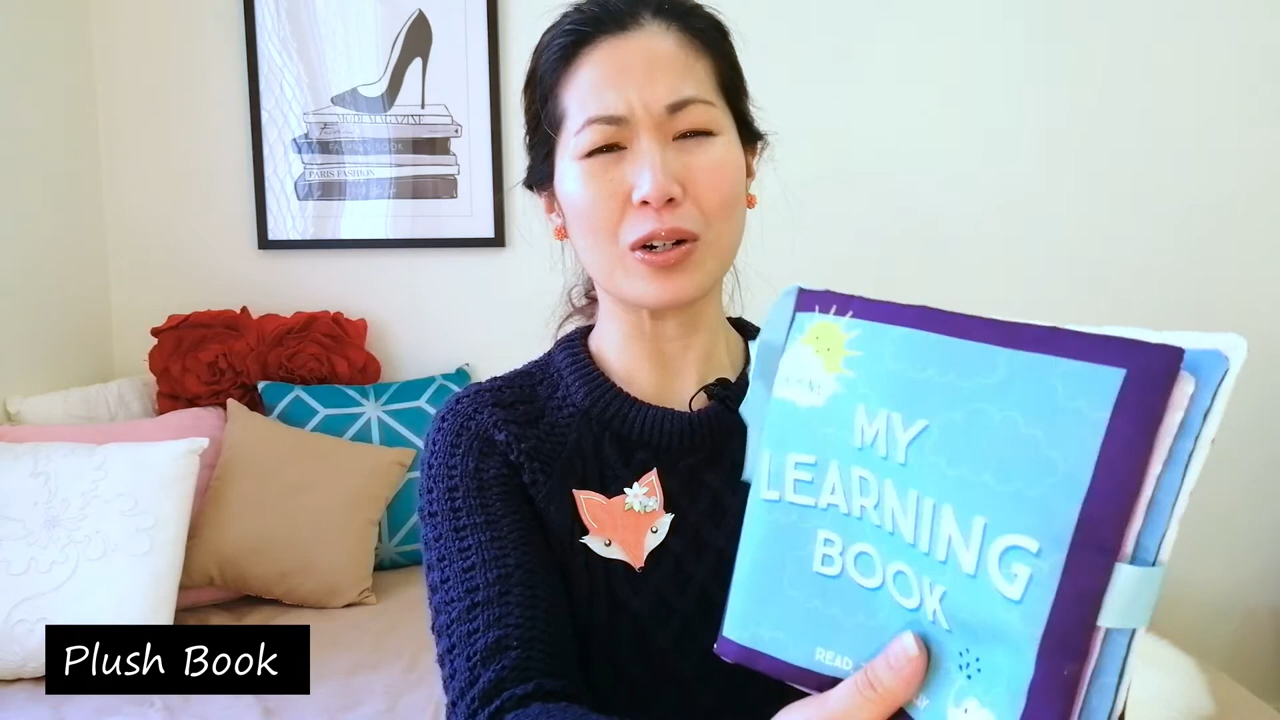 MODE MAGAZINE
FASHION BOOK
PARIS FASHION
MY
LEARNING
BOOK
READ
Plush Book